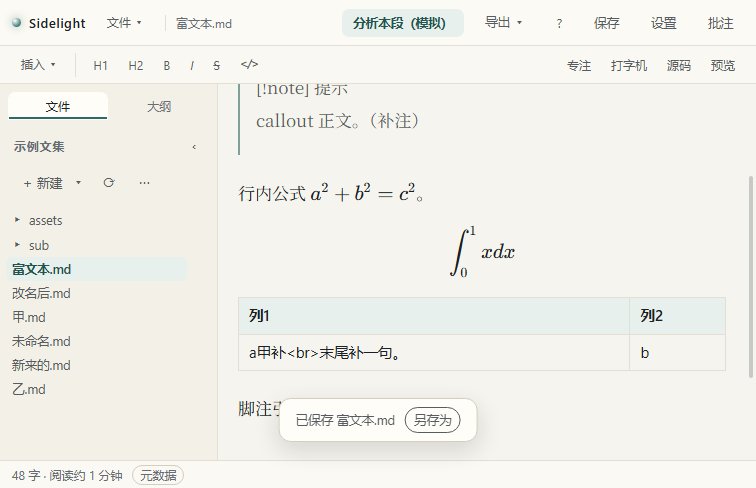 Sidelight 文件 富文本.md 分析本段（模拟） 导出 ? 保存 设置 批注
插入 H1 H2 B I S </> 专注 打字机 源码 预览
文件 大纲
示例文集
+ 新建 ...
assets
sub
富文本.md
改名后.md
甲.md
未命名.md
新来的.md
乙.md
[!note] 提示
callout 正文。（补注）
行内公式 a² + b² = c²。
∫₀¹ xdx
列1 列2
a甲补<br>末尾补一句。 b
脚注
已保存 富文本.md 另存为
48 字 · 阅读约 1 分钟 元数据